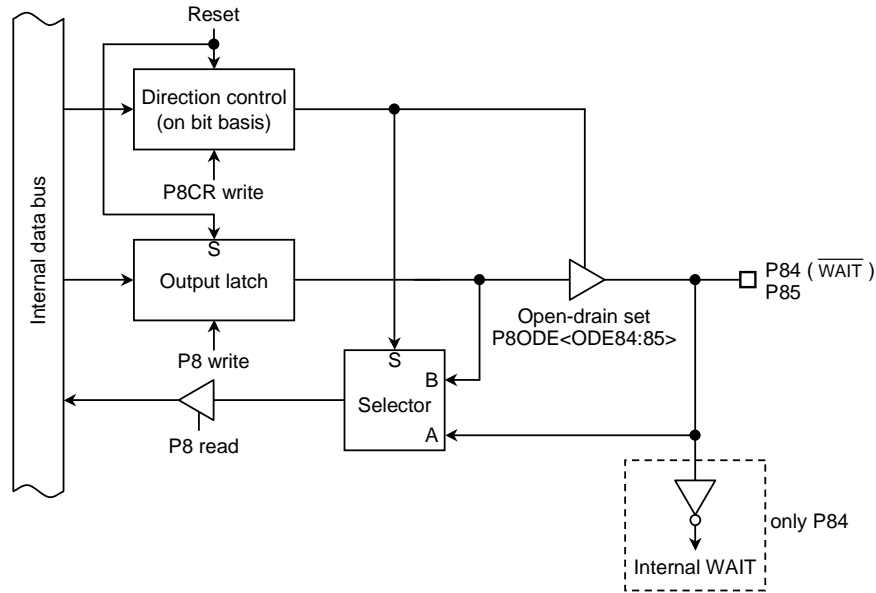 Reset
Direction control
(on bit basis)
P8CR write
Internal data bus
S
Output latch
P84 ( WAIT )
P85
Open-drain set
P8ODE<ODE84:85>
P8 write
S
B
Selector
A
P8 read
only P84
Internal WAIT